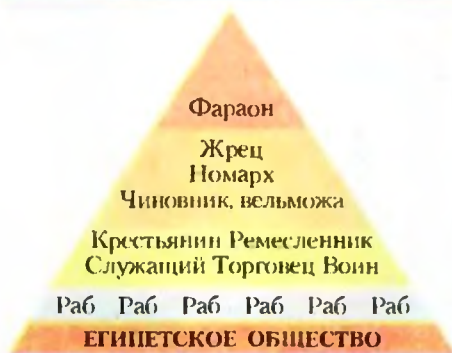 Фараон
Жрец
Номарх
Чиновник, вельможа
Крестьянин Ремесленник
Служащий Торговец Воин
Раб Раб Раб Раб Раб Раб
ЕГИПЕТСКОЕ ОБЩЕСТВО